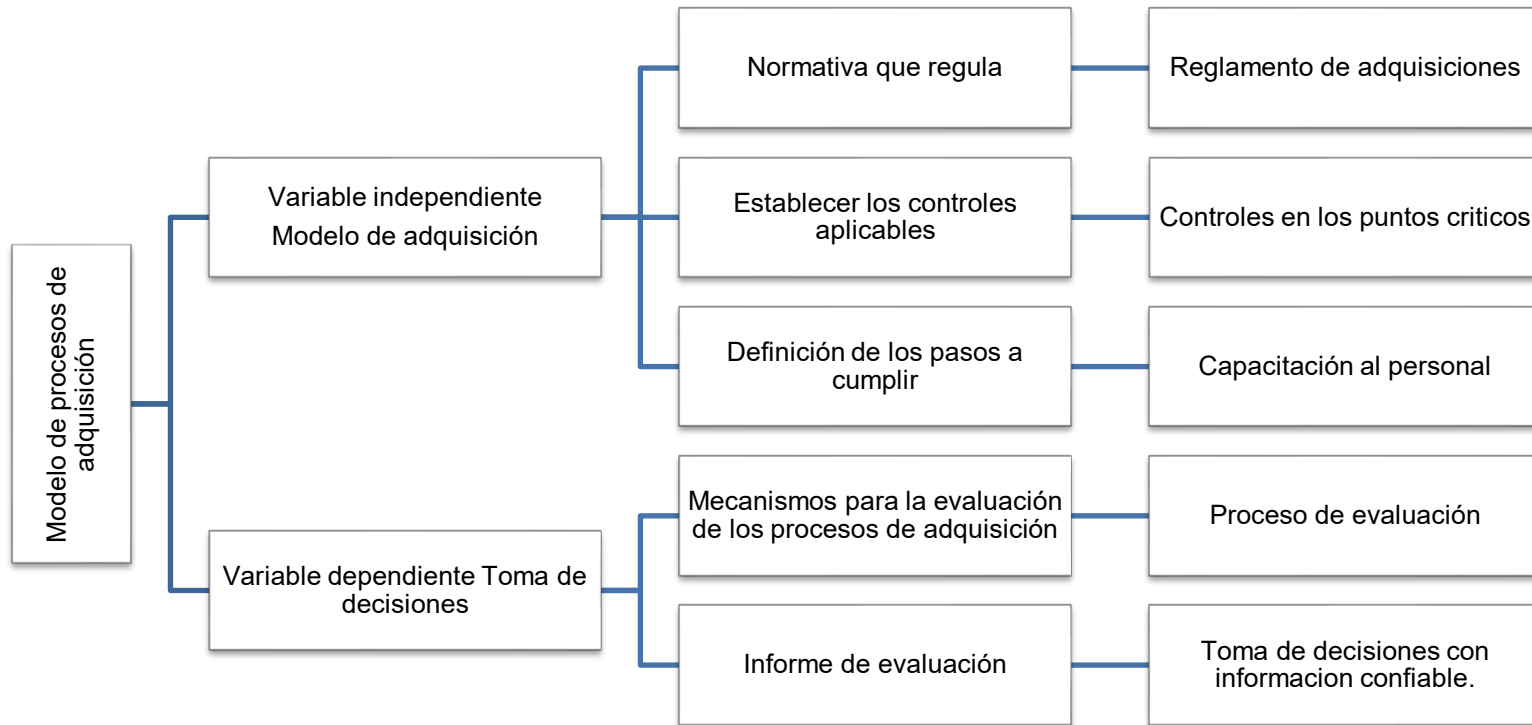 Modelo de procesos de
adquisición
Variable independiente
Modelo de adquisición
Normativa que regula
Reglamento de adquisiciones
Establecer los controles
aplicables
Controles en los puntos criticos
Definición de los pasos a
cumplir
Capacitación al personal
Variable dependiente Toma de
decisiones
Mecanismos para la evaluación
de los procesos de adquisición
Proceso de evaluación
Informe de evaluación
Toma de decisiones con
informacion confiable.